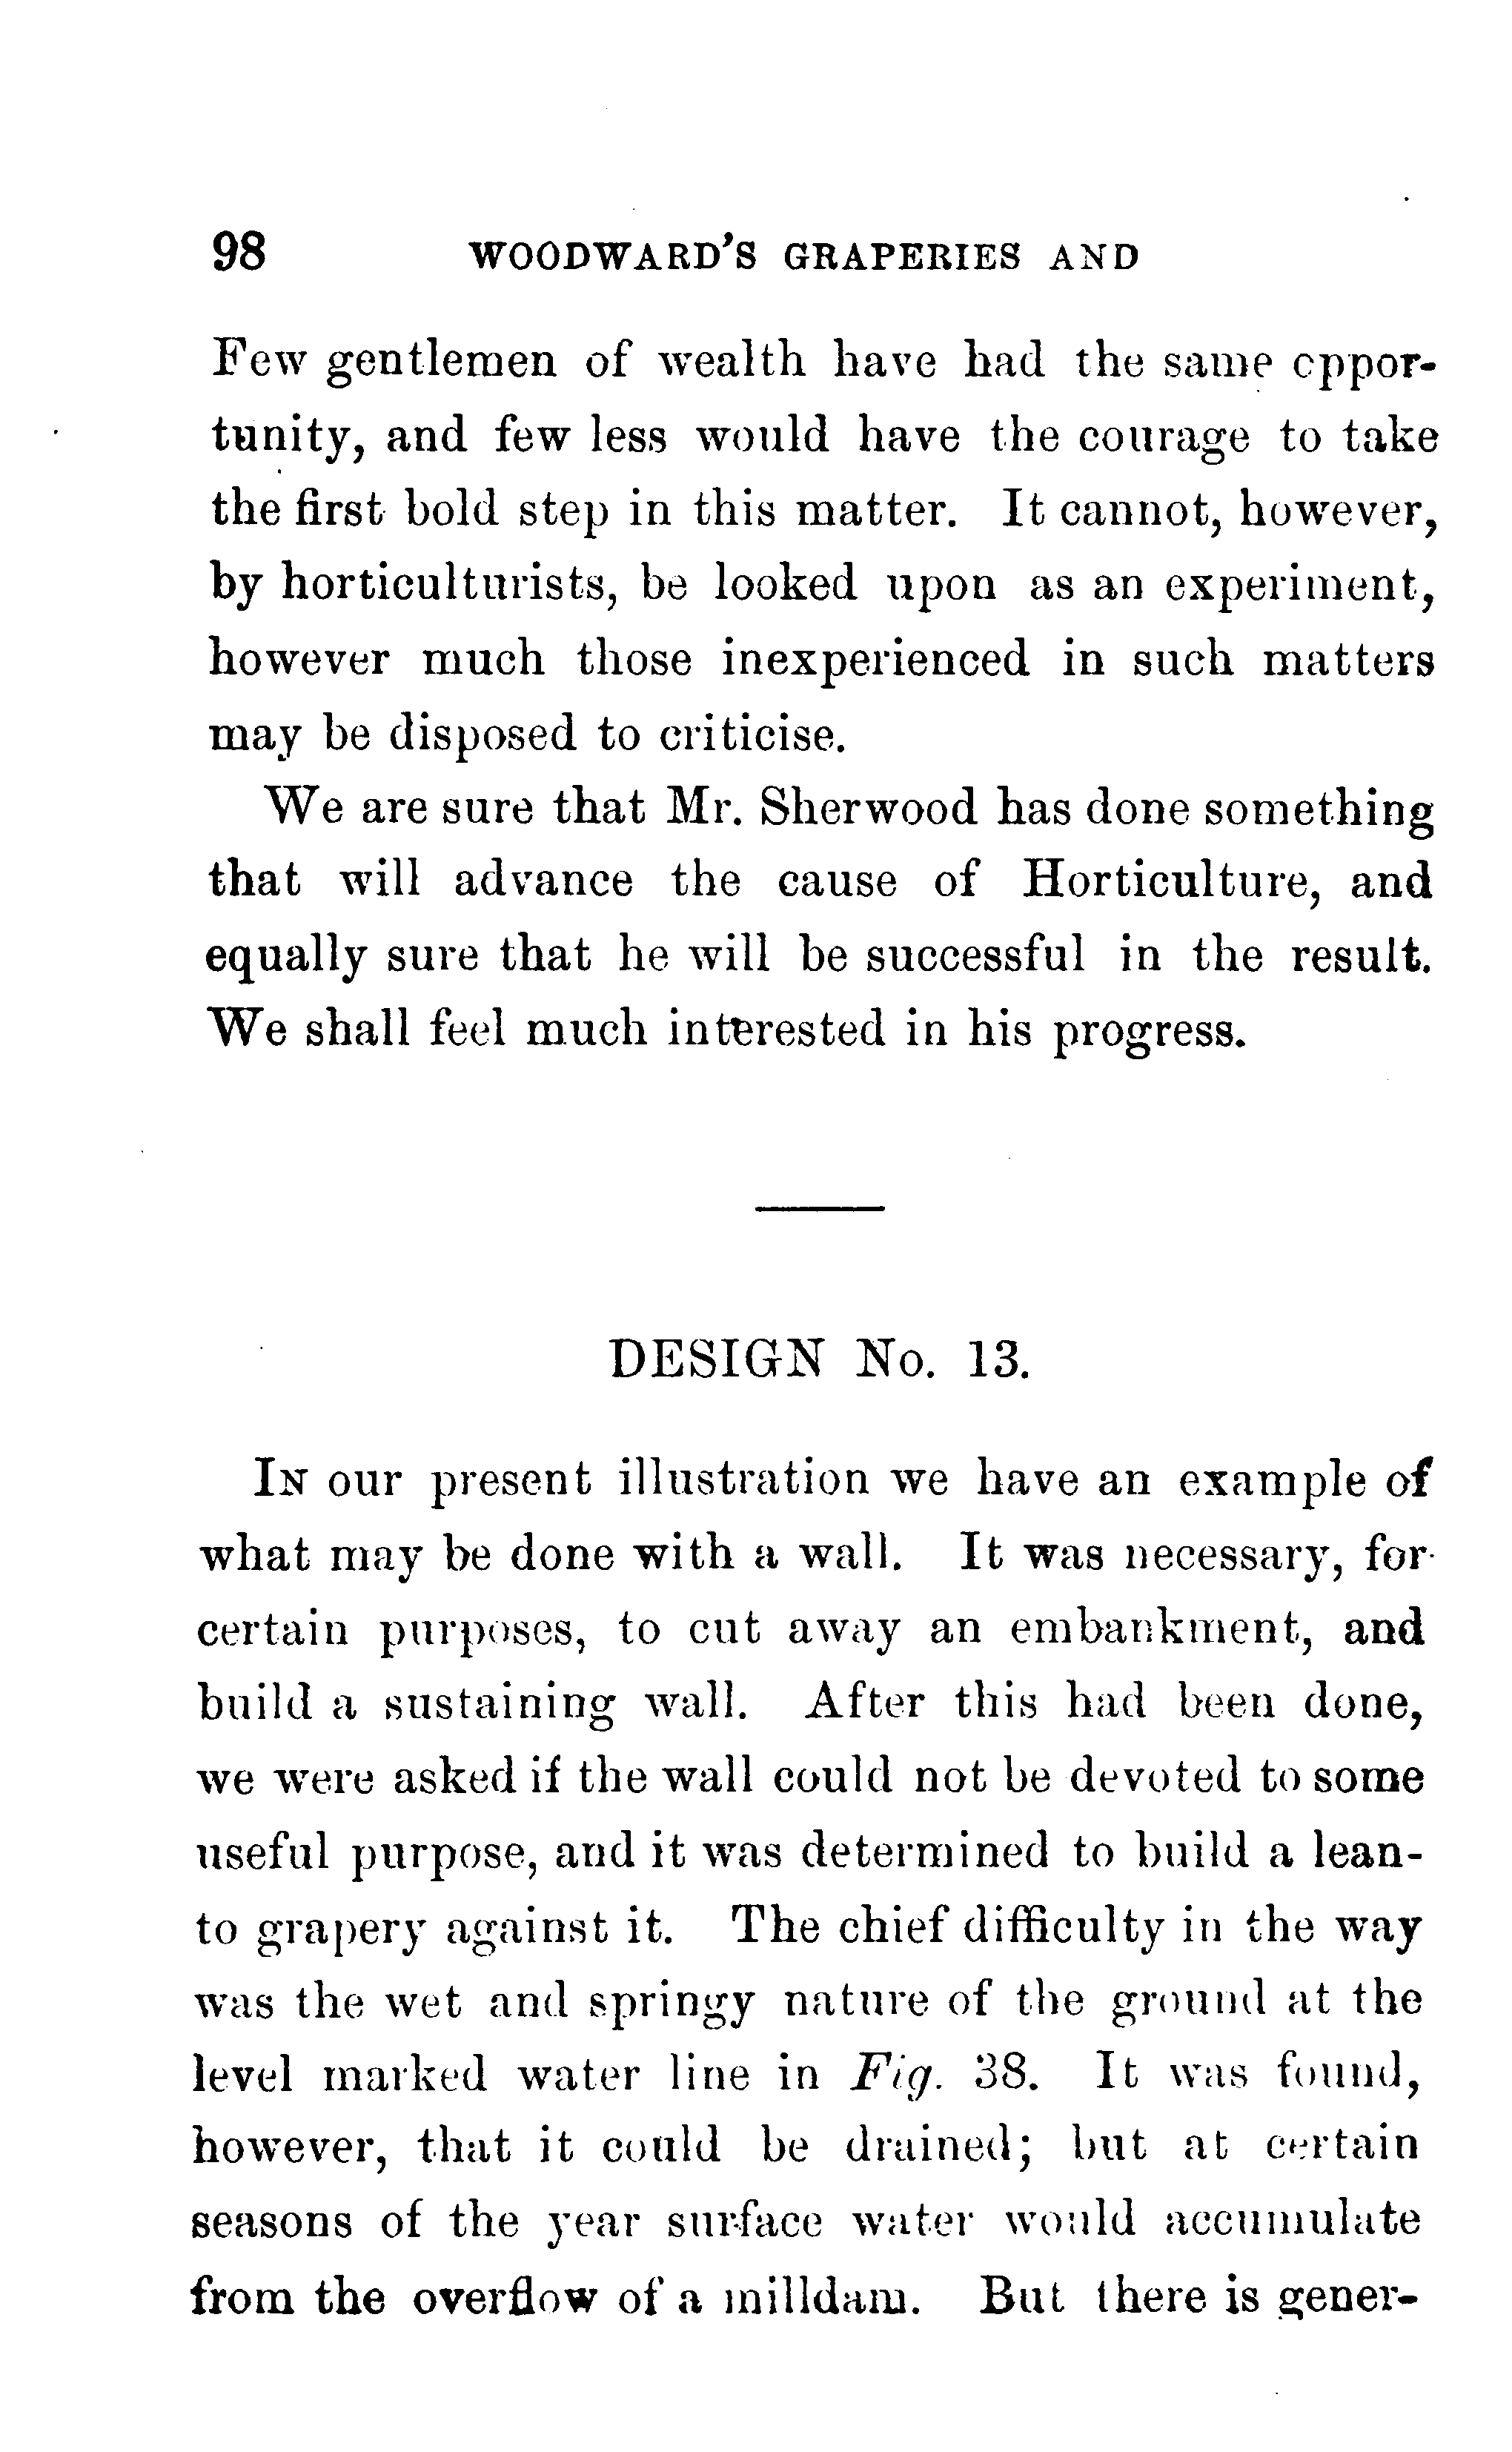 98 WOODWARD'S GRAPERIES AND
Few gentlemen of wealth have had the same oppor-
tunity, and few less would have the courage to take
the first bold step in this matter. It cannot, however,
by horticulturists, be looked upon as an experiment,
however much those inexperienced in such matters
may be disposed to criticise.
We are sure that Mr. Sherwood has done something
that will advance the cause of Horticulture, and
equally sure that he will be successful in the result.
We shall feel much interested in his progress.
DESIGN No. 13.
In our present illustration we have an example of
what may be done with a wall. It was necessary, for
certain purposes, to cut away an embankment, and
build a sustaining wall. After this had been done,
we were asked if the wall could not be devoted to some
useful purpose, and it was determined to build a lean-
to grapery against it. The chief difficulty in the way
was the wet and springy nature of the ground at the
level marked water line in Fig. 38. It was found,
however, that it could be drained; but at certain
seasons of the year surface water would accumulate
from the overflow of a milldam. But there is gener-